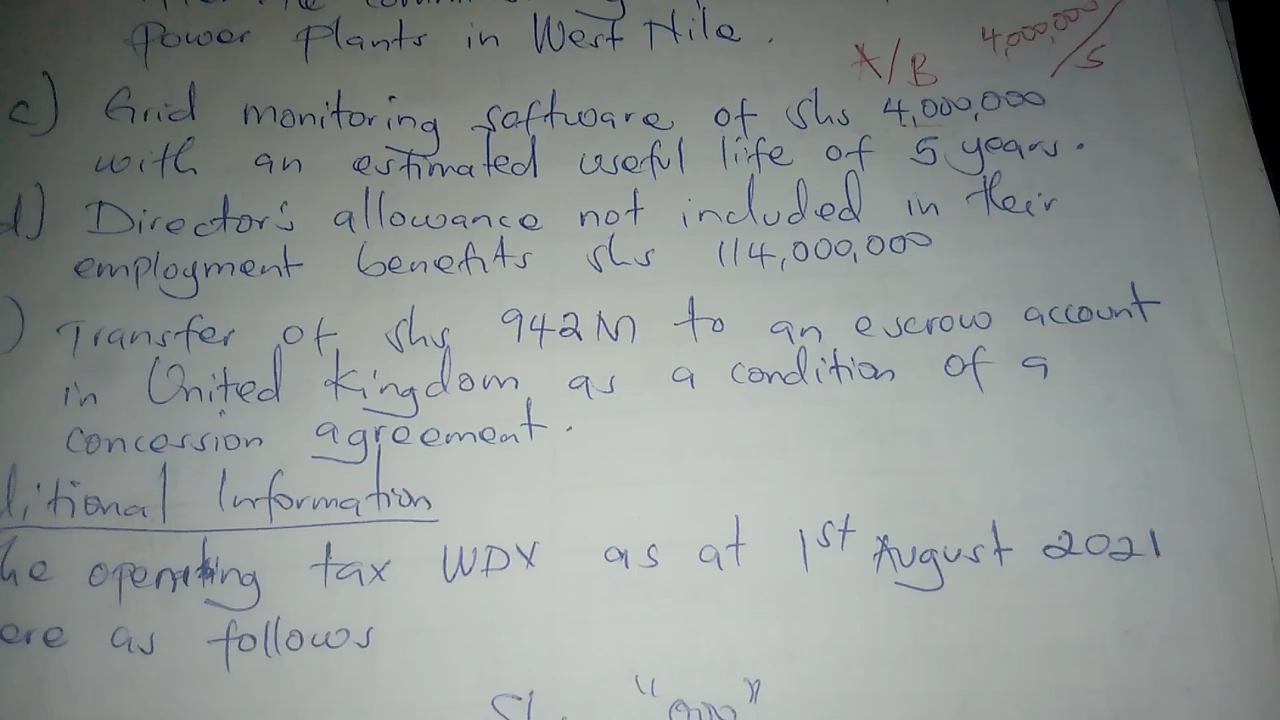 power plants in West Nile.
A/B 4,000,000/5
c) Grid monitoring software of shs 4,000,000
with an estimated useful life of 5 years.
d) Director's allowance not included in their
employment benefits shs 114,000,000
) Transfer of shs 942M to an escrow account
in United Kingdom as a condition of a
concession agreement.
ditional Information
he operating tax WDV as at 1st August 2021
ere as follows
"000"